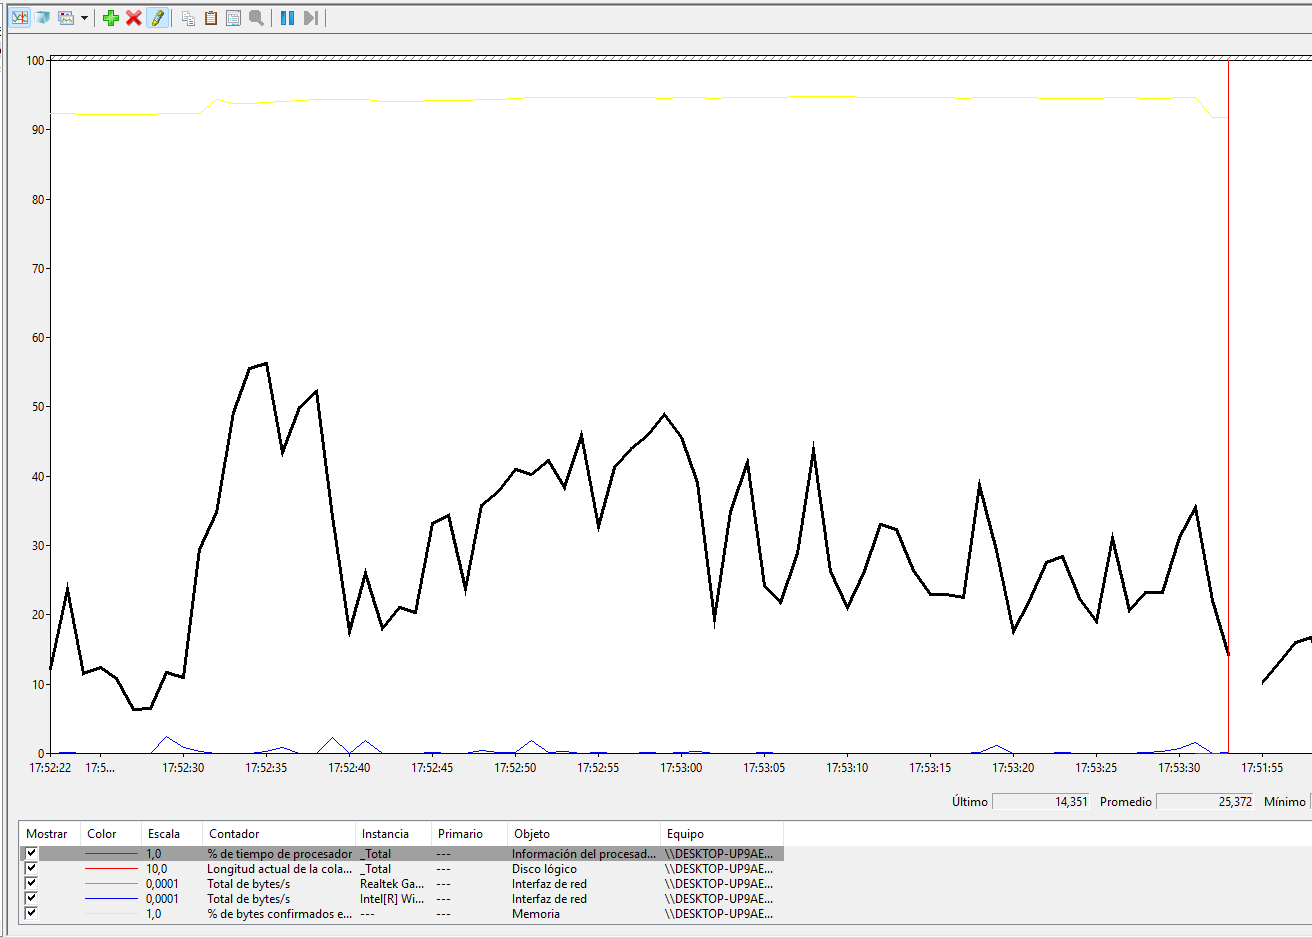 100
90
80
70
60
50
40
30
20
10
0
17:52:22 17:5... 17:52:30 17:52:35 17:52:40 17:52:45 17:52:50 17:52:55 17:53:00 17:53:05 17:53:10 17:53:15 17:53:20 17:53:25 17:53:30 17:51:55
Último 14,351 Promedio 25,372 Mínimo
Mostrar Color Escala Contador Instancia Primario Objeto Equipo
1,0 % de tiempo de procesador _Total --- Información del procesad... \\DESKTOP-UP9AE...
10,0 Longitud actual de la cola... _Total --- Disco lógico \\DESKTOP-UP9AE...
0,0001 Total de bytes/s Realtek Ga... --- Interfaz de red \\DESKTOP-UP9AE...
0,0001 Total de bytes/s Intel[R] Wi... --- Interfaz de red \\DESKTOP-UP9AE...
1,0 % de bytes confirmados e... --- --- Memoria \\DESKTOP-UP9AE...